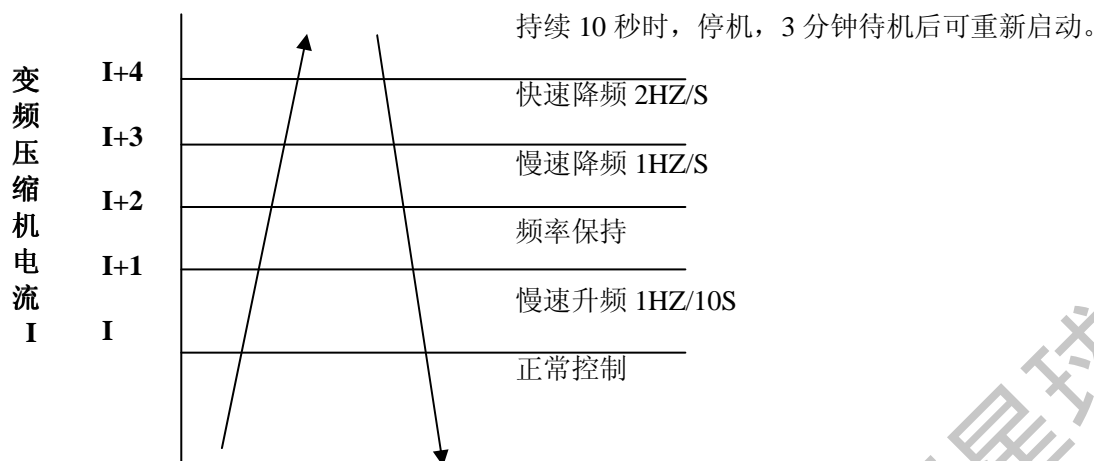 持续 10 秒时，停机，3 分钟待机后可重新启动。
变频压缩机电流 I
I+4
快速降频 2HZ/S
I+3
慢速降频 1HZ/S
I+2
频率保持
I+1
慢速升频 1HZ/10S
I
正常控制
星球